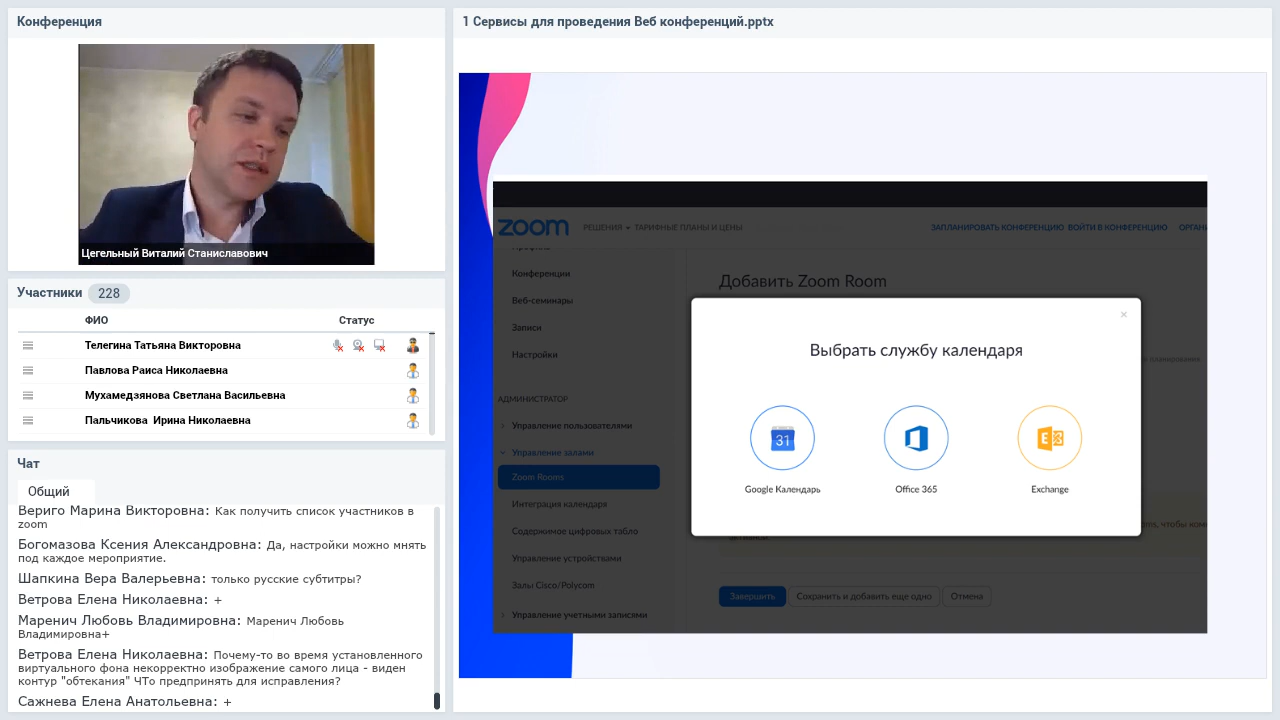 Конференция
Цегельный Виталий Станиславович
Участники 228
ФИО Статус
Телегина Татьяна Викторовна
Павлова Раиса Николаевна
Мухамедзянова Светлана Васильевна
Пальчикова Ирина Николаевна
Чат
Общий
Вериго Марина Викторовна: Как получить список участников в
zoom
Богомазова Ксения Александровна: Да, настройки можно мнять
под каждое мероприятие.
Шапкина Вера Валерьевна: только русские субтитры?
Ветрова Елена Николаевна: +
Маренич Любовь Владимировна: Маренич Любовь
Владимировна+
Ветрова Елена Николаевна: Почему-то во время установленного
виртуального фона некорректно изображение самого лица - виден
контур "обтекания" ЧТо предпринять для исправления?
Сажнева Елена Анатольевна: +
1 Сервисы для проведения Веб конференций.pptx
zoom РЕШЕНИЯ ТАРИФНЫЕ ПЛАНЫ И ЦЕНЫ ЗАПЛАНИРОВАТЬ КОНФЕРЕНЦИЮ ВОЙТИ В КОНФЕРЕНЦИЮ ОРГАНИ
Конференции
Веб-семинары
Записи
Настройки
АДМИНИСТРАТОР
Управление пользователями
Управление залами
Zoom Rooms
Интеграция календаря
Содержимое цифровых табло
Управление устройствами
Залы Cisco/Polycom
Управление учетными записями
Добавить Zoom Room
×
Выбрать службу календаря
31
E
Google Календарь
Office 365
Exchange
Завершить Сохранить и добавить еще одно Отмена